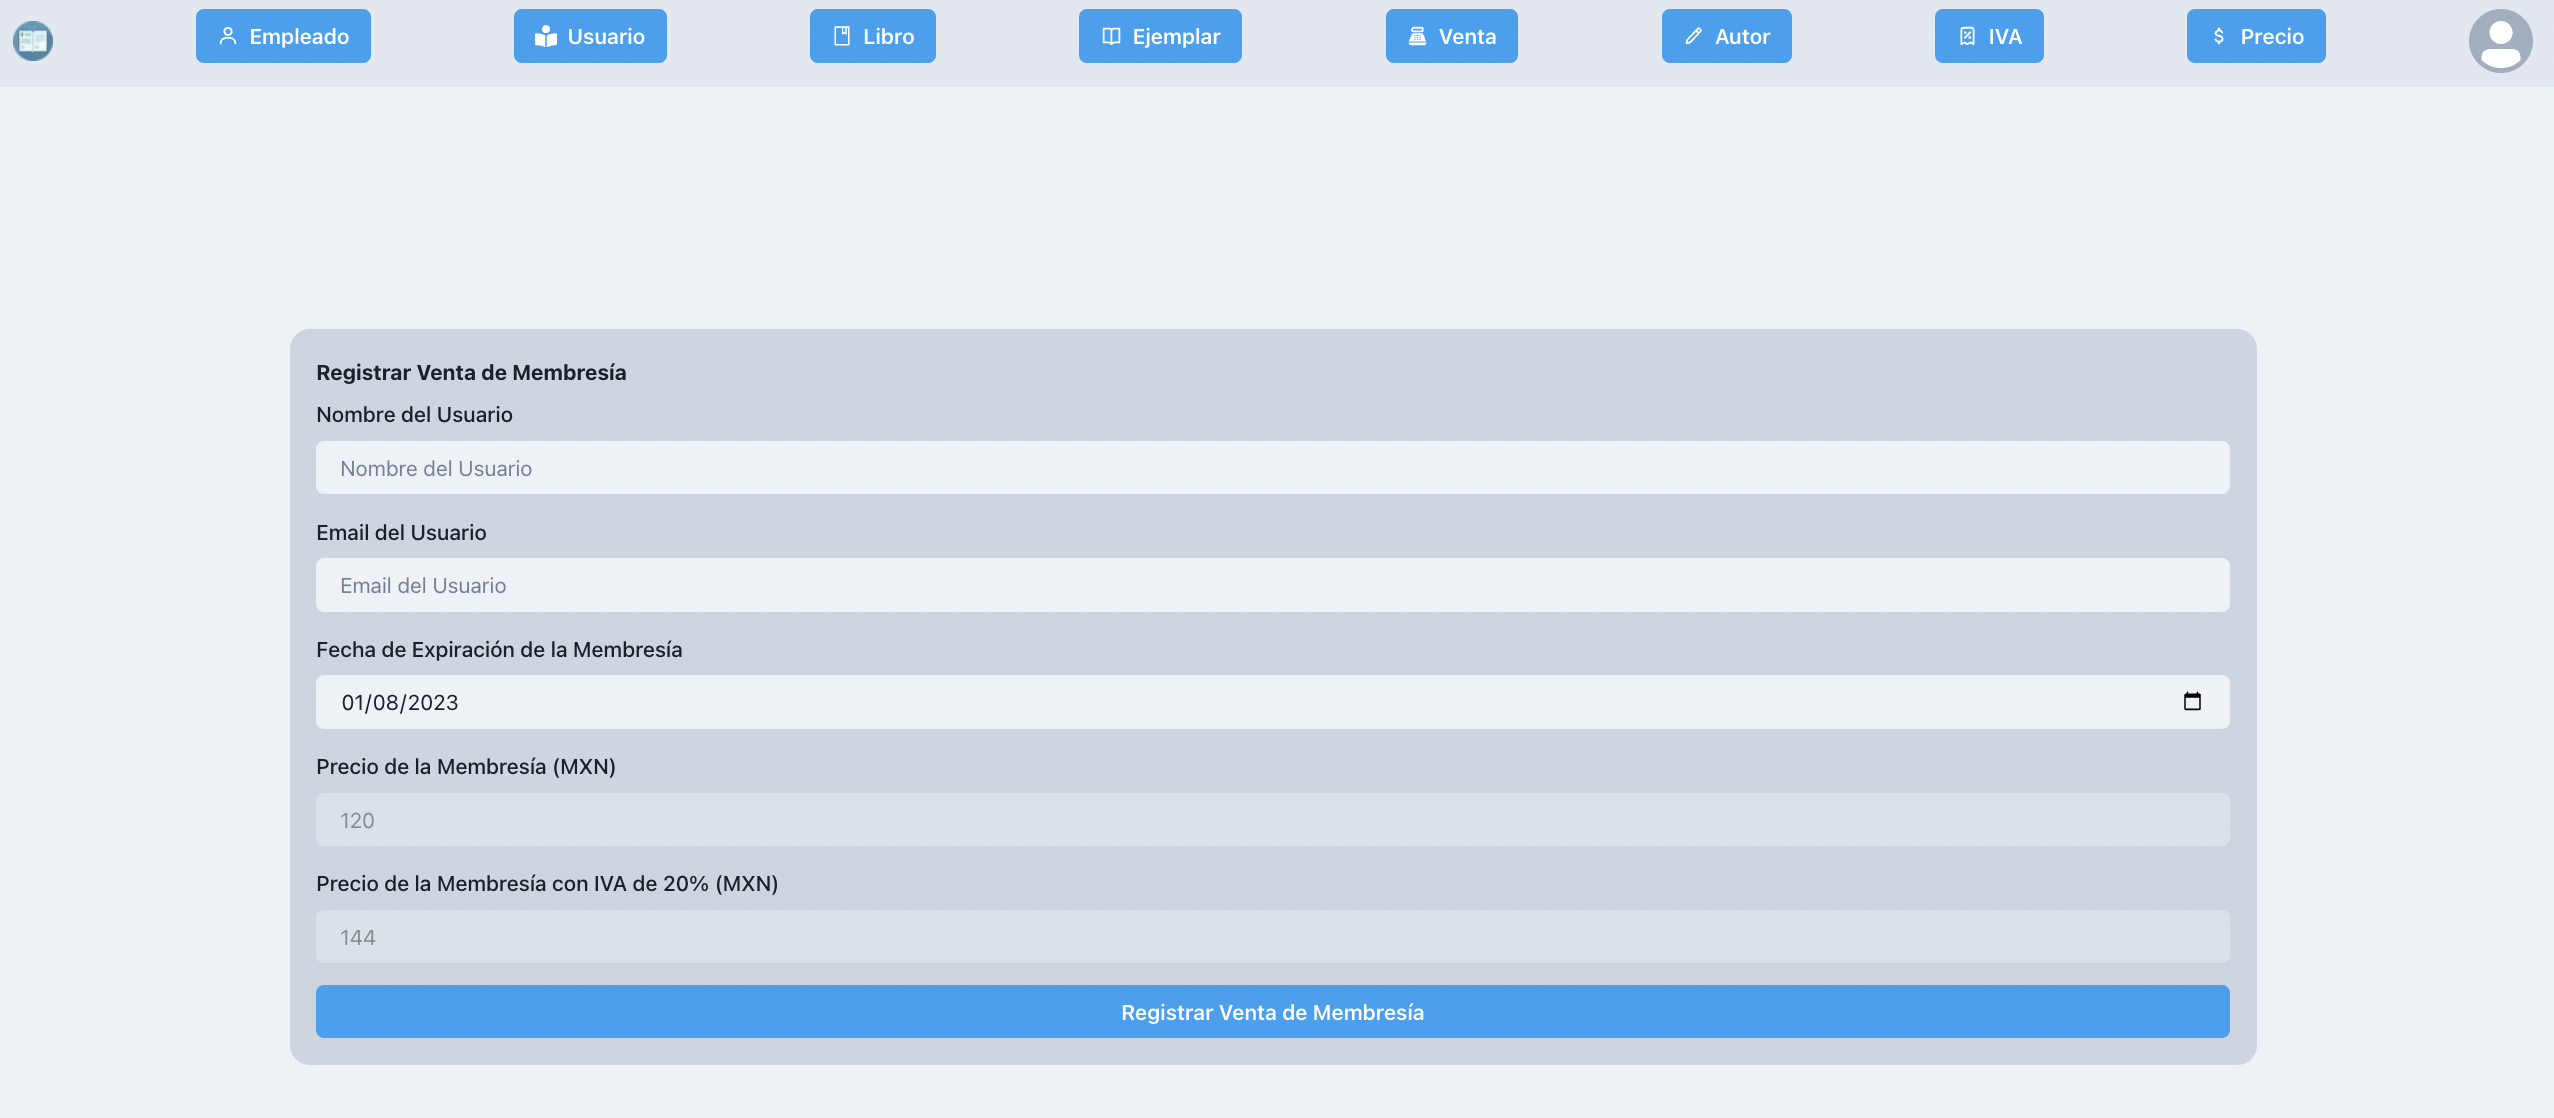 Empleado Usuario Libro Ejemplar Venta Autor IVA Precio
Registrar Venta de Membresía
Nombre del Usuario
Nombre del Usuario
Email del Usuario
Email del Usuario
Fecha de Expiración de la Membresía
01/08/2023
Precio de la Membresía (MXN)
120
Precio de la Membresía con IVA de 20% (MXN)
144
Registrar Venta de Membresía